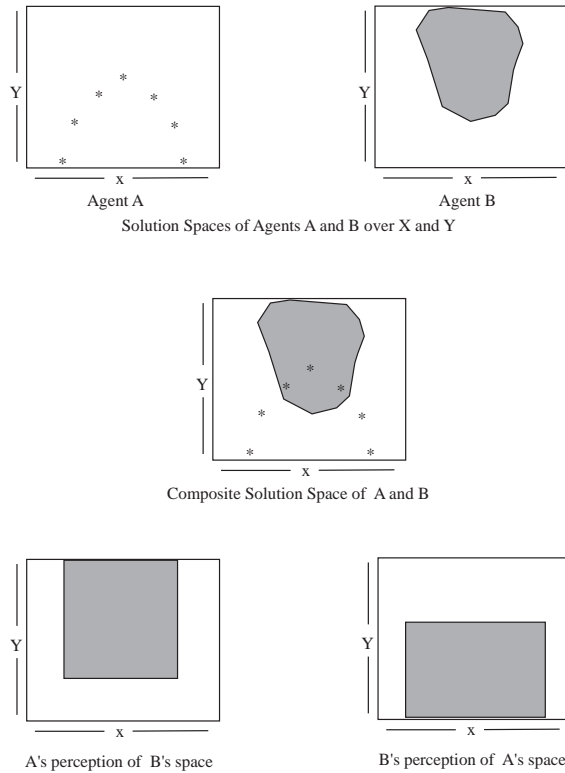 Y
Y
x
x
Agent A
Agent B
Solution Spaces of Agents A and B over X and Y
Y
x
Composite Solution Space of A and B
Y
Y
x
x
A's perception of B's space
B's perception of A's space